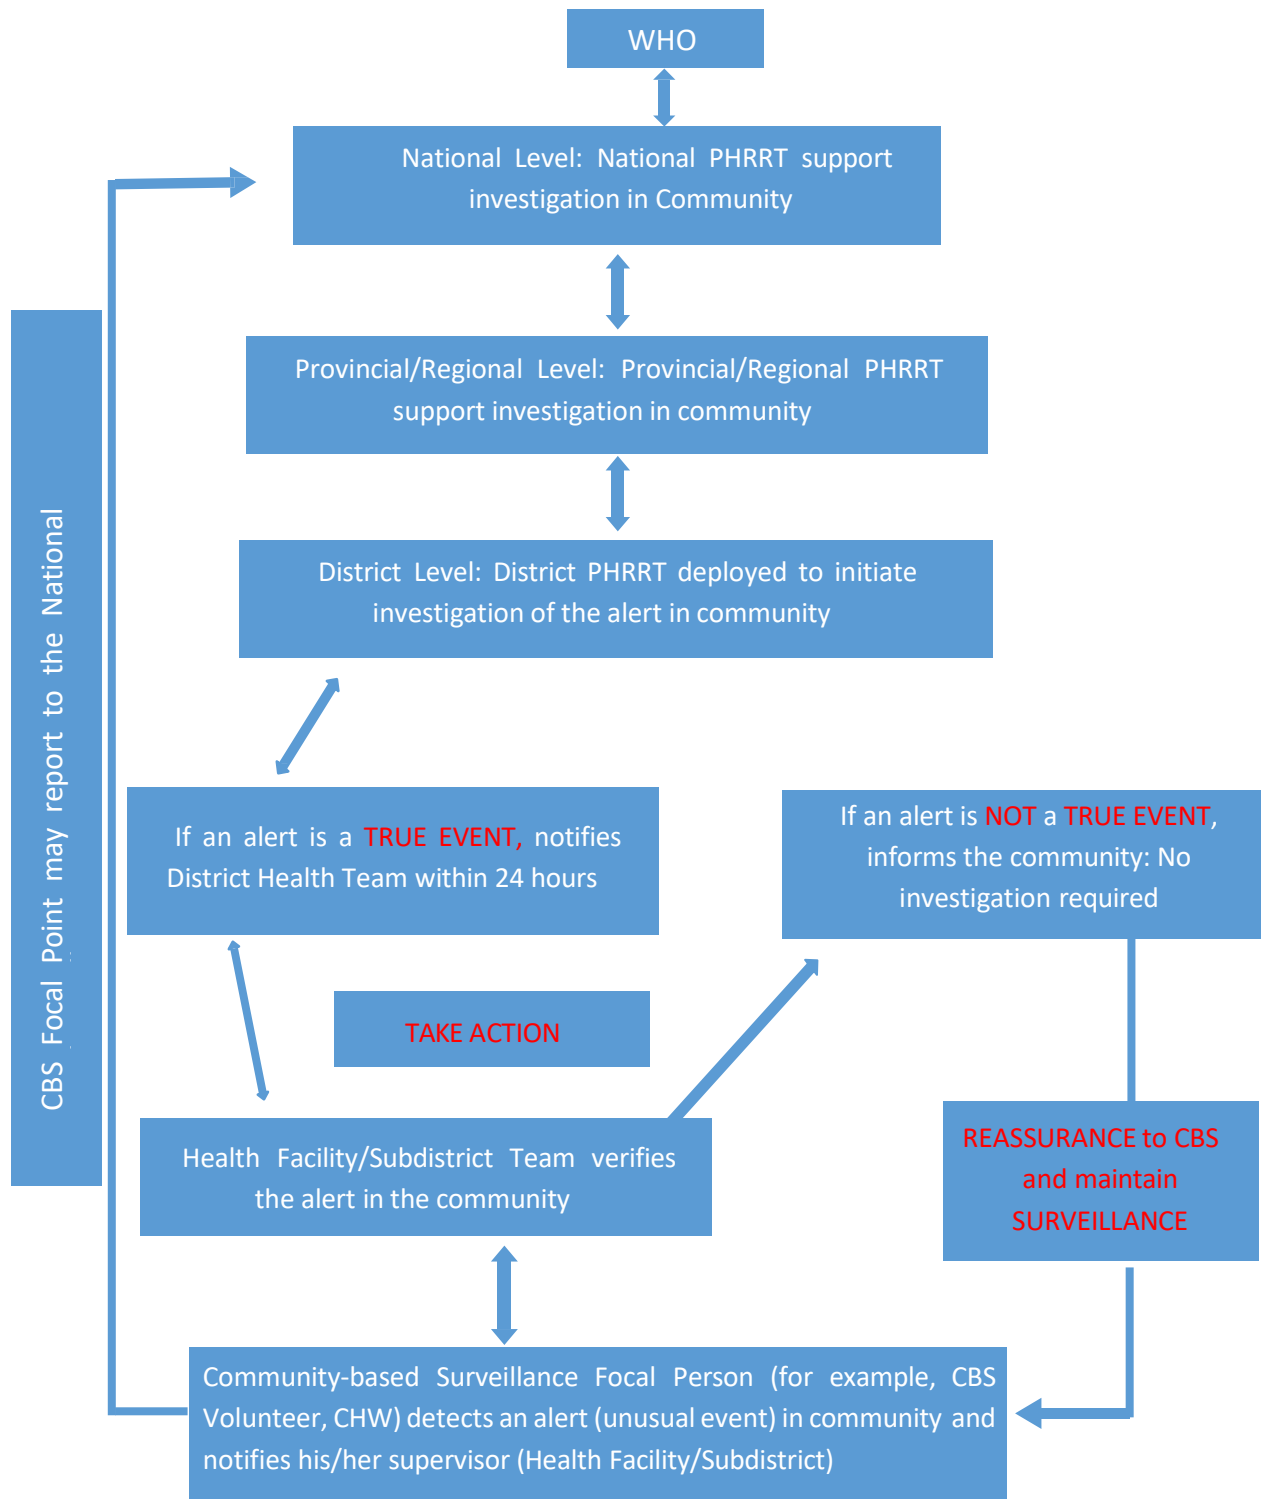 WHO
National Level: National PHRRT support
investigation in Community
Provincial/Regional Level: Provincial/Regional PHRRT
support investigation in community
District Level: District PHRRT deployed to initiate
investigation of the alert in community
CBS Focal Point may report to the National
If an alert is a TRUE EVENT, notifies
District Health Team within 24 hours
If an alert is NOT a TRUE EVENT,
informs the community: No
investigation required
TAKE ACTION
Health Facility/Subdistrict Team verifies
the alert in the community
REASSURANCE to CBS
and maintain
SURVEILLANCE
Community-based Surveillance Focal Person (for example, CBS
Volunteer, CHW) detects an alert (unusual event) in community and
notifies his/her supervisor (Health Facility/Subdistrict)